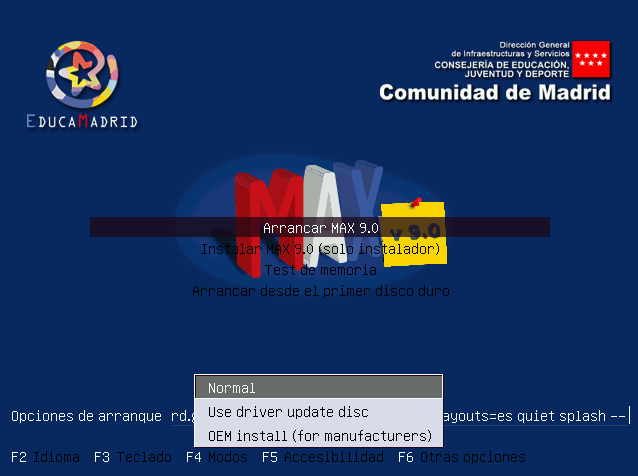 Dirección General
de Infraestructuras y Servicios
CONSEJERÍA DE EDUCACIÓN,
JUVENTUD Y DEPORTE
Comunidad de Madrid
EDUCAMADRID
MAX
v 9.0
Arrancar MAX 9.0
Instalar MAX 9.0 (solo instalador)
Test de memoria
Arrancar desde el primer disco duro
Normal
Use driver update disc
OEM install (for manufacturers)
Opciones de arranque rd. ayouts=es quiet splash --
F2 Idioma F3 Teclado F4 Modos F5 Accesibilidad F6 Otras opciones